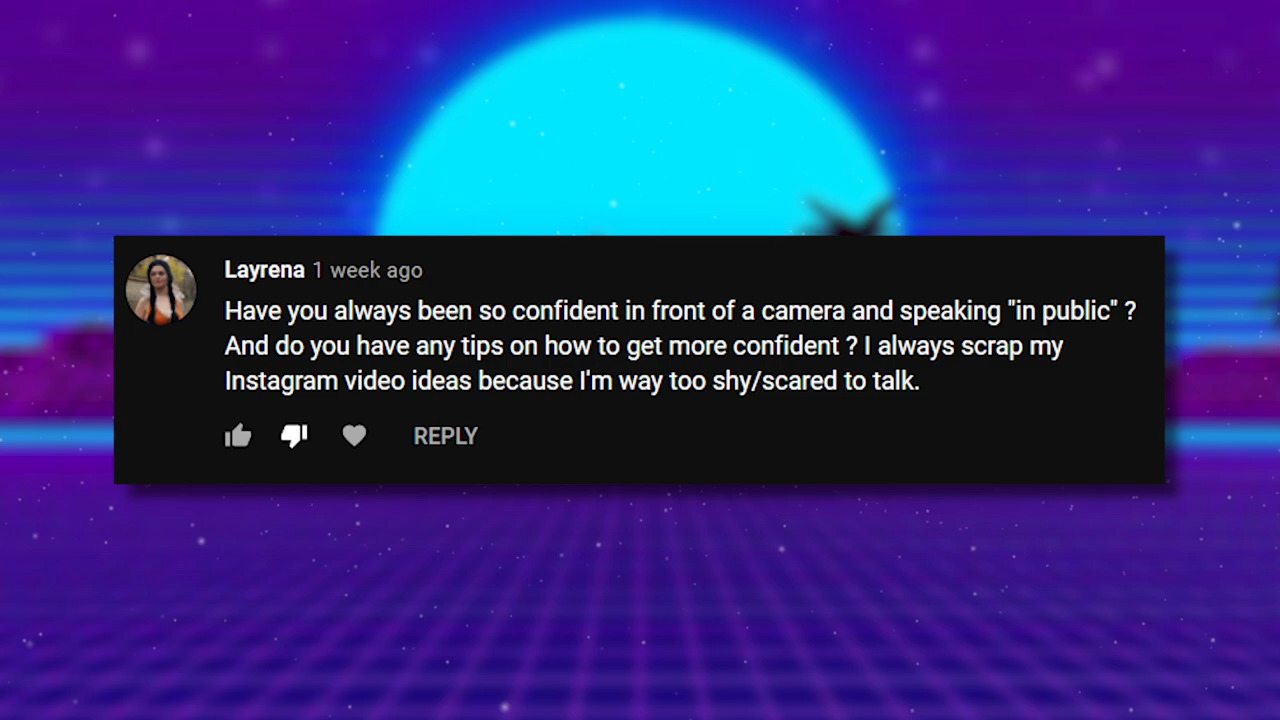 Layrena 1 week ago
Have you always been so confident in front of a camera and speaking "in public" ?
And do you have any tips on how to get more confident ? I always scrap my
Instagram video ideas because I'm way too shy/scared to talk.
REPLY